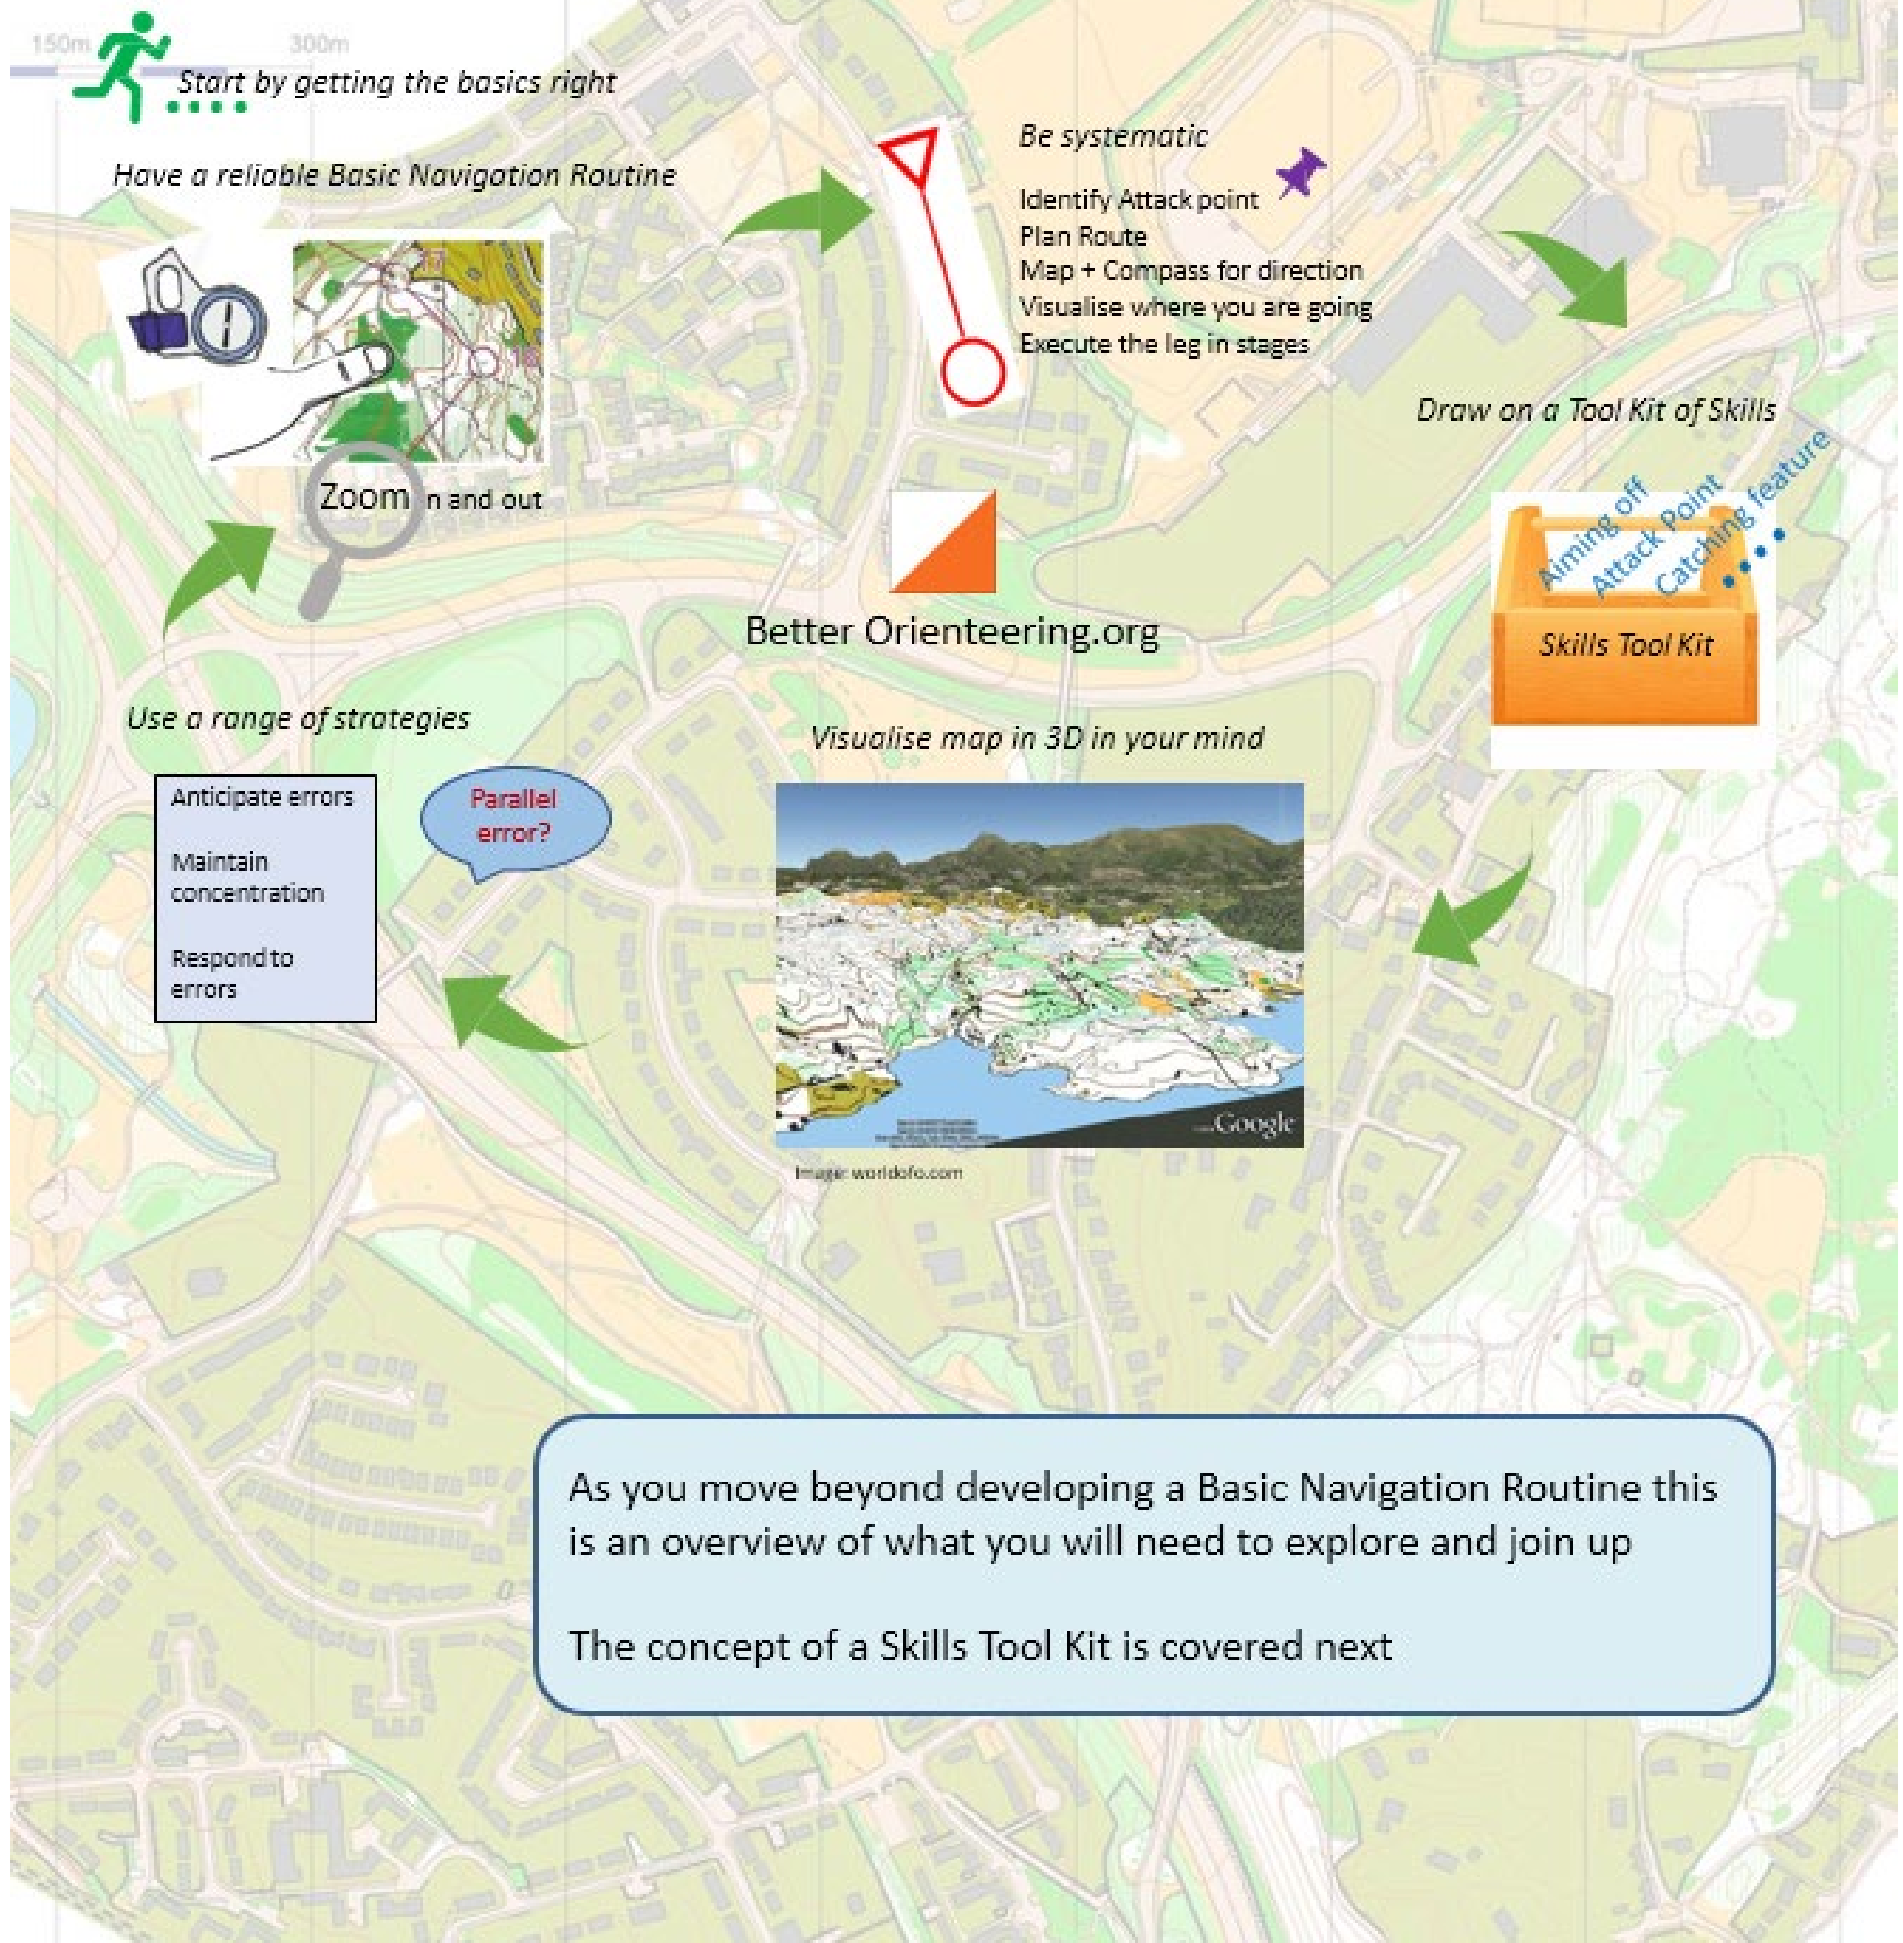 150m
300m
Start by getting the basics right
Have a reliable Basic Navigation Routine
17
16
Zoom n and out
Be systematic
Identify Attack point
Plan Route
Map + Compass for direction
Visualise where you are going
Execute the leg in stages
Draw on a Tool Kit of Skills
Aiming off
Attack Point
Catching feature
Skills Tool Kit
Better Orienteering.org
Visualise map in 3D in your mind
Google
Image: worldofo.com
Use a range of strategies
Anticipate errors
Maintain
concentration
Respond to
errors
Parallel
error?
As you move beyond developing a Basic Navigation Routine this
is an overview of what you will need to explore and join up
The concept of a Skills Tool Kit is covered next